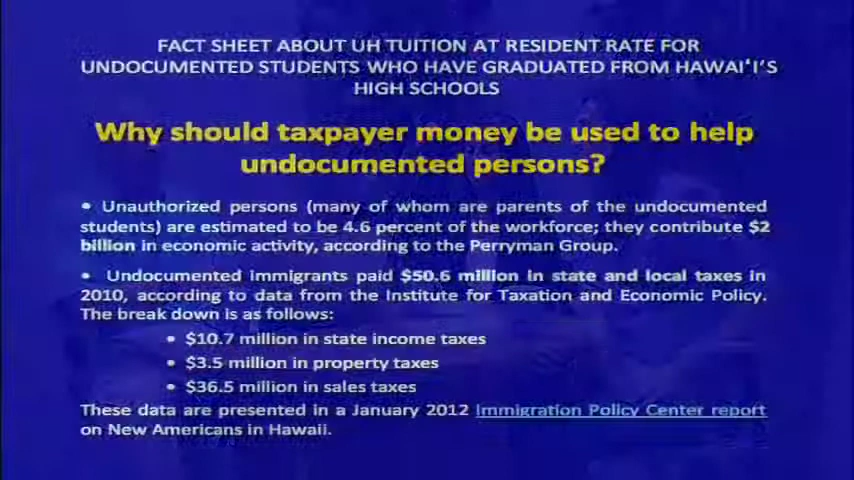 FACT SHEET ABOUT UH TUITION AT RESIDENT RATE FOR
UNDOCUMENTED STUDENTS WHO HAVE GRADUATED FROM HAWAIʻI'S
HIGH SCHOOLS
Why should taxpayer money be used to help
undocumented persons?
• Unauthorized persons (many of whom are parents of the undocumented
students) are estimated to be 4.6 percent of the workforce; they contribute $2
billion in economic activity, according to the Perryman Group.
• Undocumented immigrants paid $50.6 million in state and local taxes in
2010, according to data from the Institute for Taxation and Economic Policy.
The break down is as follows:
• $10.7 million in state income taxes
• $3.5 million in property taxes
• $36.5 million in sales taxes
These data are presented in a January 2012 Immigration Policy Center report
on New Americans in Hawaii.